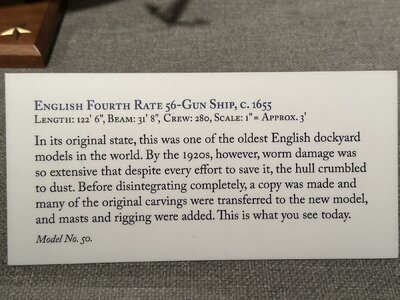 English Fourth Rate 56-Gun Ship, c. 1655
Length: 122' 6", Beam: 31' 8", Crew: 280, Scale: 1" = Approx. 3'
In its original state, this was one of the oldest English dockyard
models in the world. By the 1920s, however, worm damage was
so extensive that despite every effort to save it, the hull crumbled
to dust. Before disintegrating completely, a copy was made and
many of the original carvings were transferred to the new model,
and masts and rigging were added. This is what you see today.
Model No. 50.